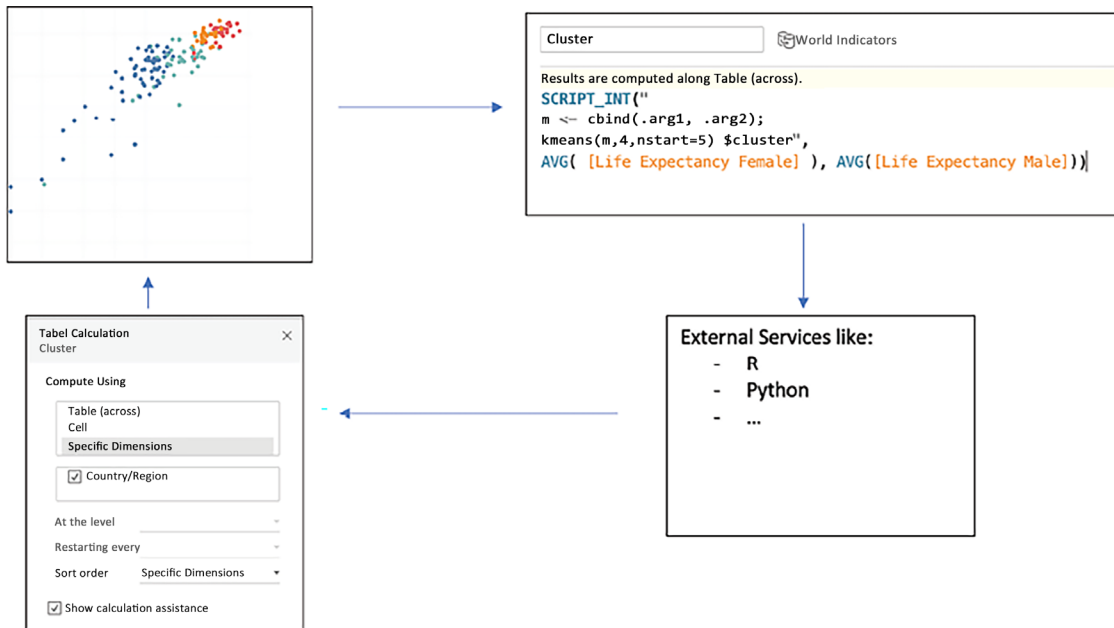 Cluster
World Indicators
Results are computed along Table (across).
SCRIPT_INT("
m <- cbind(.arg1, .arg2);
kmeans(m,4,nstart=5) $cluster",
AVG( [Life Expectancy Female] ), AVG([Life Expectancy Male]))
Tabel Calculation
Cluster
Compute Using
Table (across)
Cell
Specific Dimensions
Country/Region
At the level
Restarting every
Sort order Specific Dimensions
Show calculation assistance
External Services like:
- R
- Python
- ...